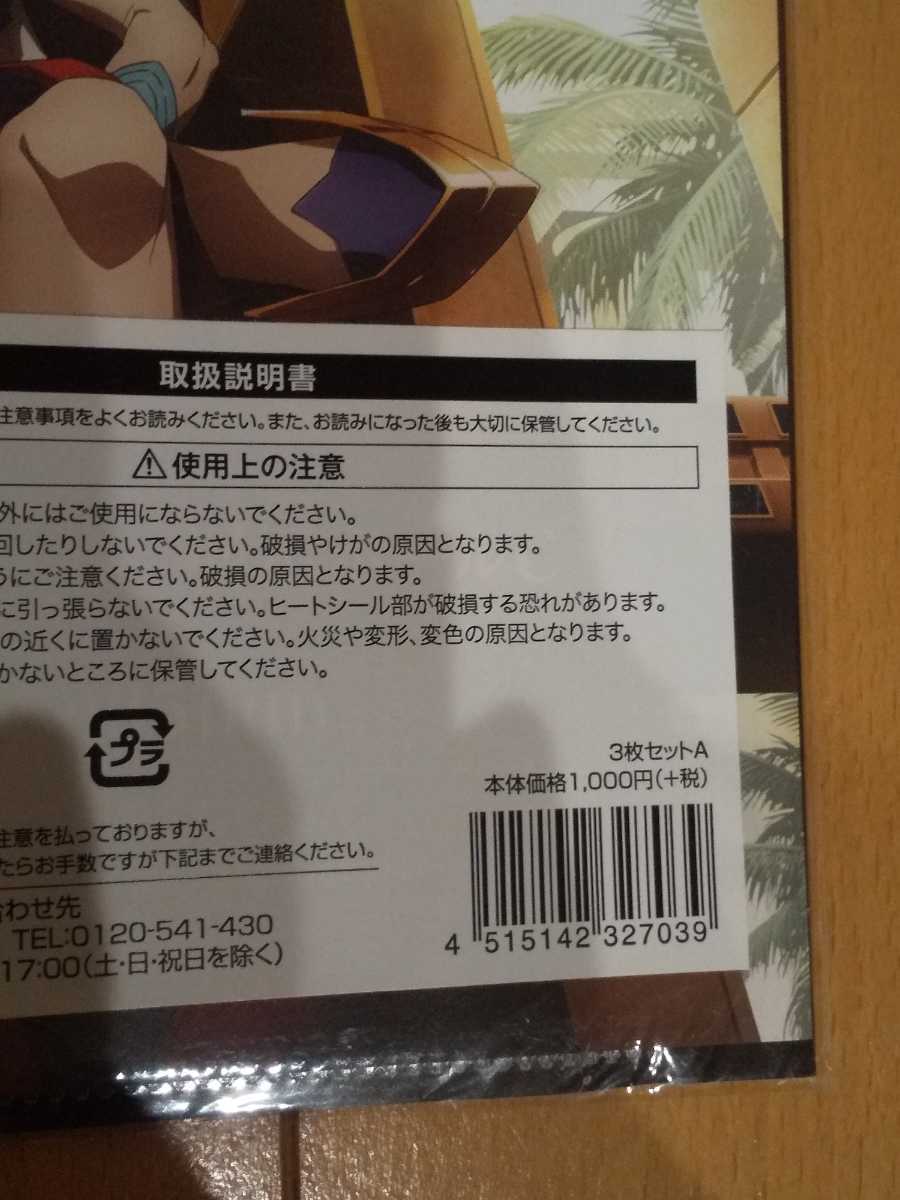 取扱説明書
注意事項をよくお読みください。また、お読みになった後も大切に保管してください。
⚠使用上の注意
外にはご使用にならないでください。
回したりしないでください。破損やけがの原因となります。
うにご注意ください。破損の原因となります。
に引っ張らないでください。ヒートシール部が破損する恐れがあります。
の近くに置かないでください。火災や変形、変色の原因となります。
かないところに保管してください。
プラ
3枚セットA
本体価格1,000円(+税)
注意を払っておりますが、
たらお手数ですが下記までご連絡ください。
合わせ先
TEL:0120-541-430
17:00(土・日・祝日を除く)
4 515142 327039